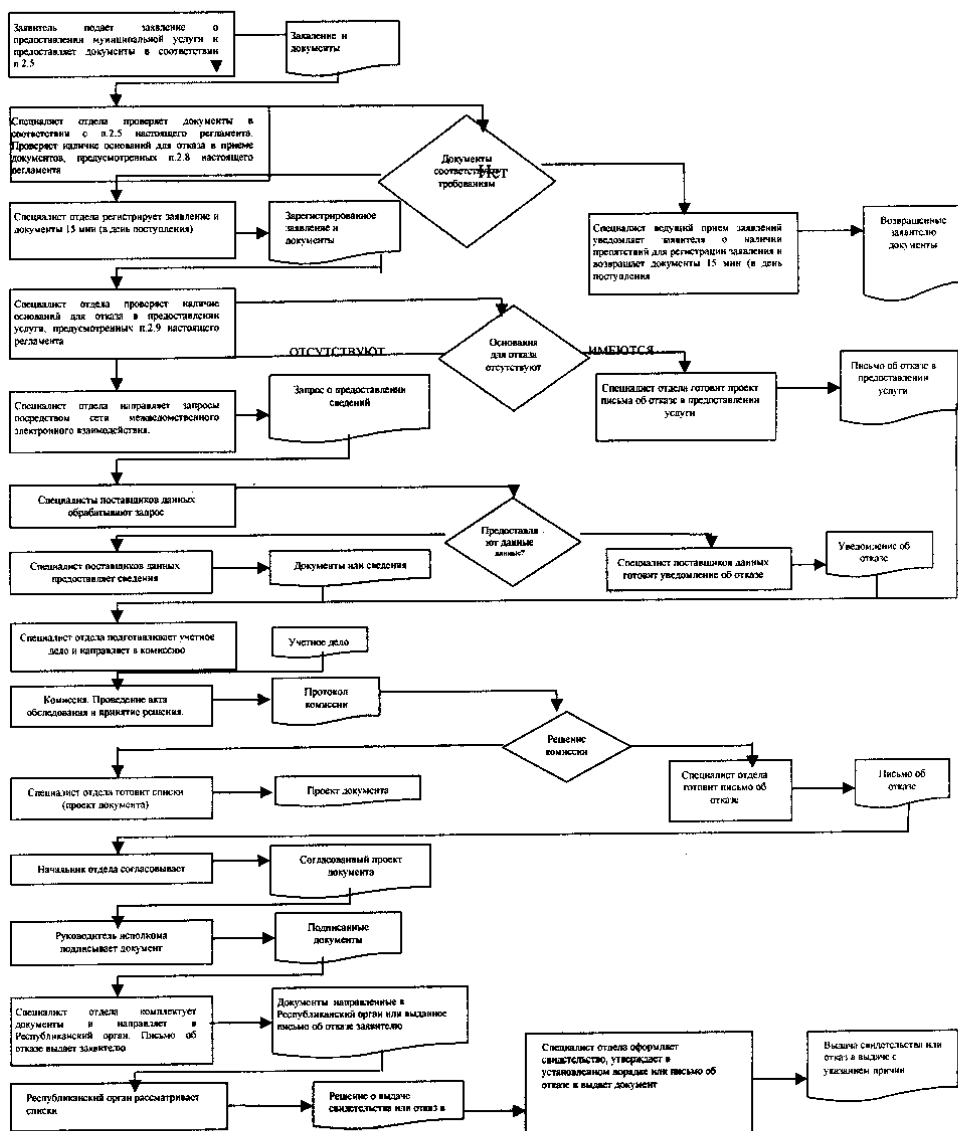 Заявитель подает заявление о
предоставлении муниципальной услуги и
предоставляет документы в соответствии
п.2.5
Заявление и
документы
Специалист отдела проверяет документы в
соответствии с п.2.5 настоящего регламента.
Проверяет наличие оснований для отказа в приеме
документов, предусмотренных п.2.8 настоящего
регламента
Документы
соответствуют
требованиям
Нет
Специалист отдела регистрирует заявление и
документы 15 мин (в день поступления)
Зарегистрированное
заявление и
документы
Специалист ведущий прием заявлений
уведомляет заявителя о наличии
препятствий для регистрации заявления и
возвращает документы 15 мин (в день
поступления
Возвращенные
заявителю
документы
Специалист отдела проверяет наличие
оснований для отказа в предоставлении
услуги, предусмотренных п.2.9 настоящего
регламента
ОТСУТСТВУЮТ
Основания
для отказа
отсутствуют
ИМЕЮТСЯ
Специалист отдела направляет запросы
посредством сети межведомственного
электронного взаимодействия.
Запрос о предоставлении
сведений
Специалист отдела готовит проект
письма об отказе в предоставлении
услуги
Письмо об отказе в
предоставлении
услуги
Специалисты поставщиков данных
обрабатывают запрос
Предоставля
ют данные
данные?
Специалист поставщиков данных
предоставляет сведения
Документы или сведения
Специалист поставщиков данных
готовит уведомление об отказе
Уведомление об
отказе
Специалист отдела подготавливает учетное
дело и направляет в комиссию
Учетное дело
Комиссия. Проведение акта
обследования и принятие решения.
Протокол
комиссии
Решение
комиссии
Специалист отдела готовит списки
(проект документа)
Проект документа
Специалист отдела
готовит письмо об
отказе
Письмо об
отказе
Начальник отдела согласовывает
Согласованный проект
документа
Руководитель исполкома
подписывает документ
Подписанные
документы
Специалист отдела комплектует
документы и направляет в
Республиканский орган. Письмо об
отказе выдает заявителю
Документы направленные в
Республиканский орган или выданное
письмо об отказе заявителю
Республиканский орган рассматривает
списки
Решение о выдаче
свидетельства или отказ в
Специалист отдела оформляет
свидетельство, утверждает в
установленном порядке или письмо об
отказе и выдает документ
Выдача свидетельства или
отказ в выдаче с
указанием причин